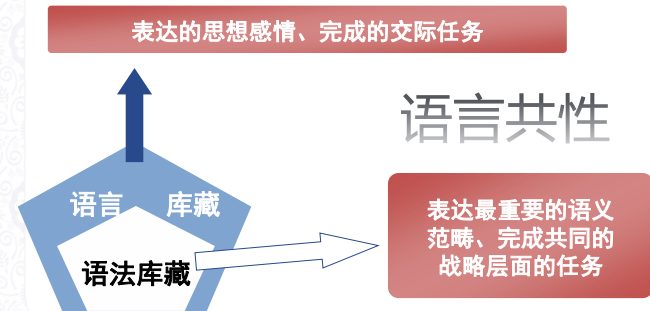 表达的思想感情、完成的交际任务
语言共性
语言 库藏
表达最重要的语义
范畴、完成共同的
战略层面的任务
语法库藏